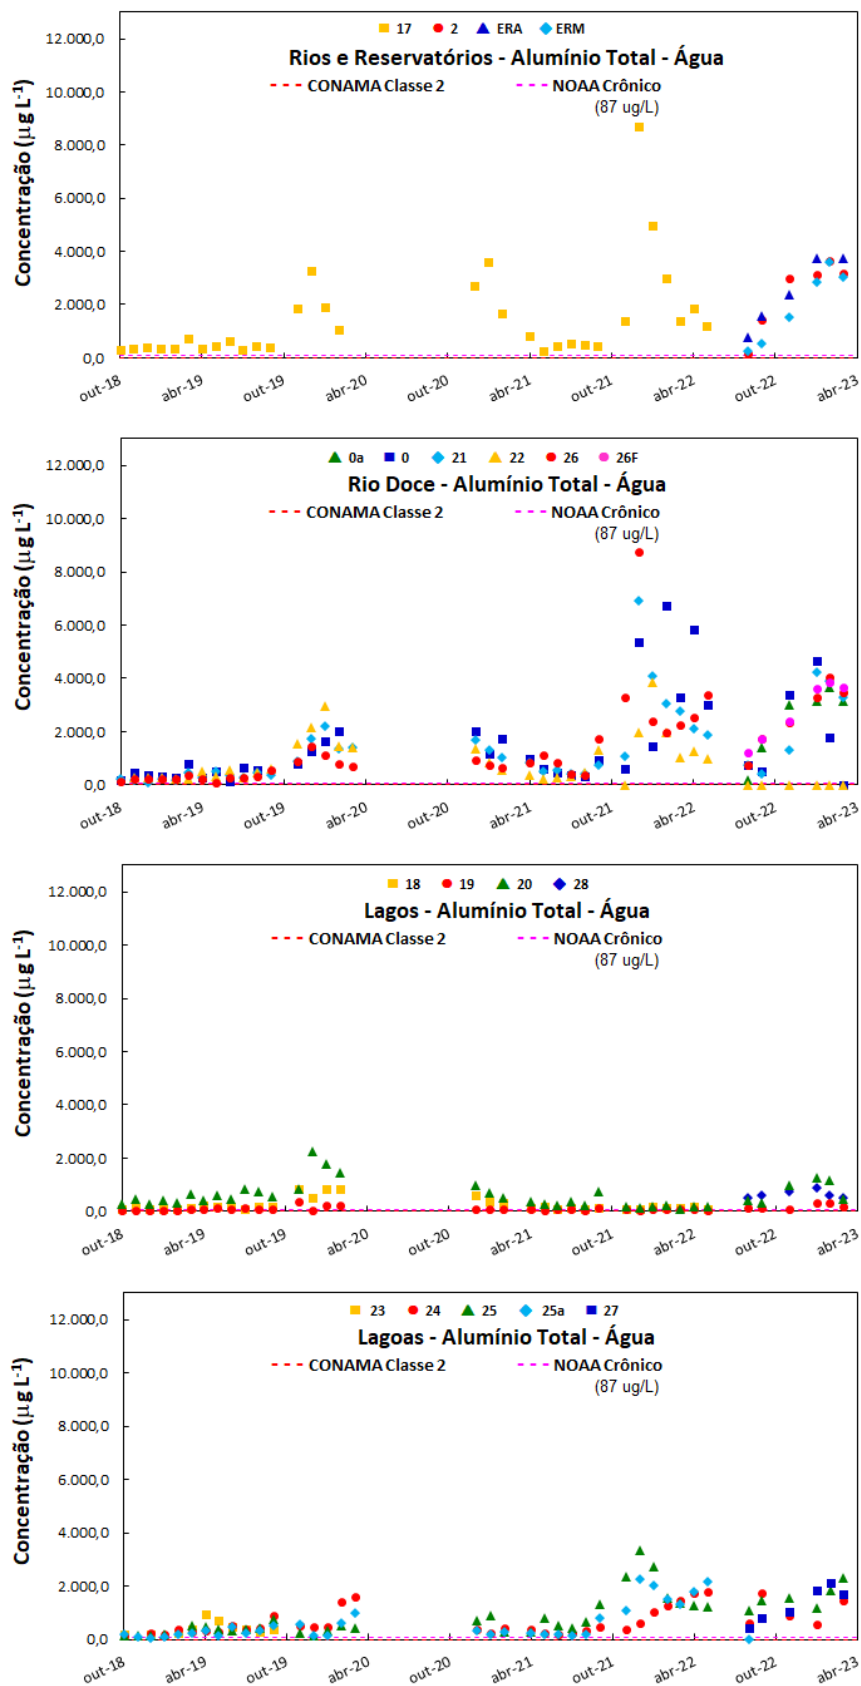 17 2 ERA ERM
Rios e Reservatórios - Alumínio Total - Água
CONAMA Classe 2 NOAA Crônico
(87 ug/L)
Concentração (µg L-1)
12.000,0
10.000,0
8.000,0
6.000,0
4.000,0
2.000,0
0,0
out-18 abr-19 out-19 abr-20 out-20 abr-21 out-21 abr-22 out-22 abr-23
0a 0 21 22 26 26F
Rio Doce - Alumínio Total - Água
CONAMA Classe 2 NOAA Crônico
(87 ug/L)
Concentração (µg L-1)
12.000,0
10.000,0
8.000,0
6.000,0
4.000,0
2.000,0
0,0
out-18 abr-19 out-19 abr-20 out-20 abr-21 out-21 abr-22 out-22 abr-23
18 19 20 28
Lagos - Alumínio Total - Água
CONAMA Classe 2 NOAA Crônico
(87 ug/L)
Concentração (µg L-1)
12.000,0
10.000,0
8.000,0
6.000,0
4.000,0
2.000,0
0,0
out-18 abr-19 out-19 abr-20 out-20 abr-21 out-21 abr-22 out-22 abr-23
23 24 25 25a 27
Lagoas - Alumínio Total - Água
CONAMA Classe 2 NOAA Crônico
(87 ug/L)
Concentração (µg L-1)
12.000,0
10.000,0
8.000,0
6.000,0
4.000,0
2.000,0
0,0
out-18 abr-19 out-19 abr-20 out-20 abr-21 out-21 abr-22 out-22 abr-23